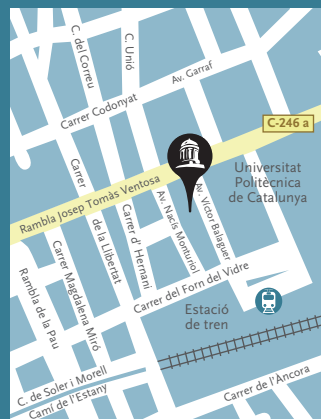 C. del Correu
C. Unió
Av. Garraf
Carrer Codonyat
C-246 a
Universitat
Politècnica
de Catalunya
Rambla Josep Tomàs Ventosa
Carrer
de la Llibertat
Carrer d' Hernani
Av. Nacís Monturiol
Av. Víctor Balaguer
Carrer Magdalena Miró
Rambla de la Pau
Carrer del Forn del Vidre
Estació
de tren
C. de Soler i Morell
Camí de l'Estany
Carrer de l'Àncora